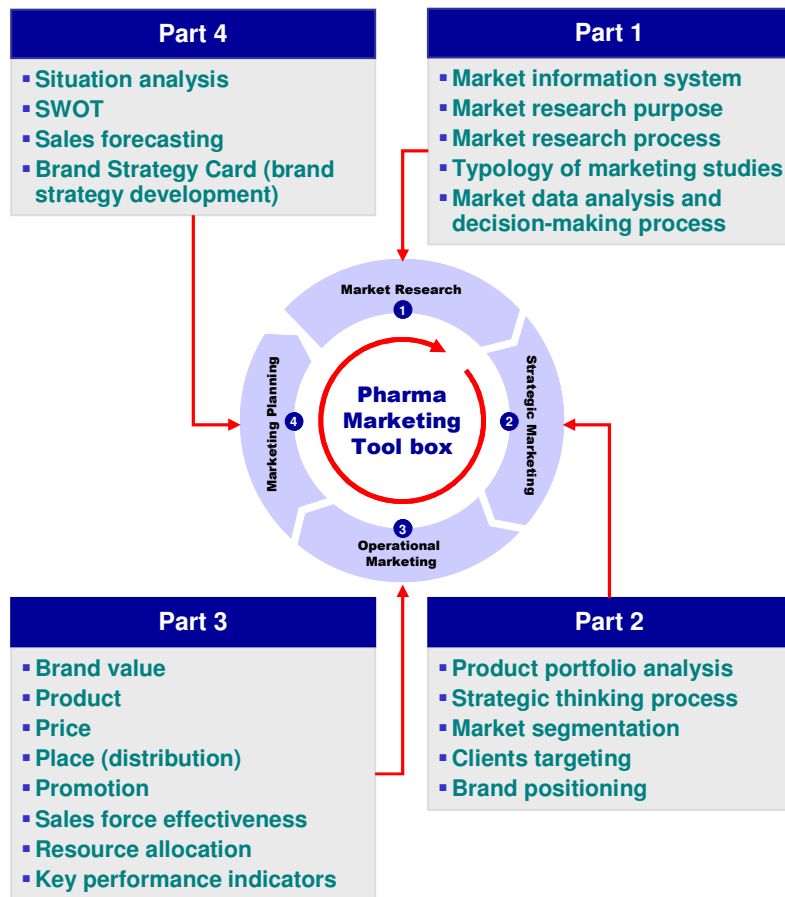 Part 4
Situation analysis
SWOT
Sales forecasting
Brand Strategy Card (brand
strategy development)
Part 1
Market information system
Market research purpose
Market research process
Typology of marketing studies
Market data analysis and
decision-making process
Market Research
1
Strategic Marketing
2
Operational
Marketing
3
Marketing Planning
4
Pharma
Marketing
Tool box
Part 3
Brand value
Product
Price
Place (distribution)
Promotion
Sales force effectiveness
Resource allocation
Key performance indicators
Part 2
Product portfolio analysis
Strategic thinking process
Market segmentation
Clients targeting
Brand positioning